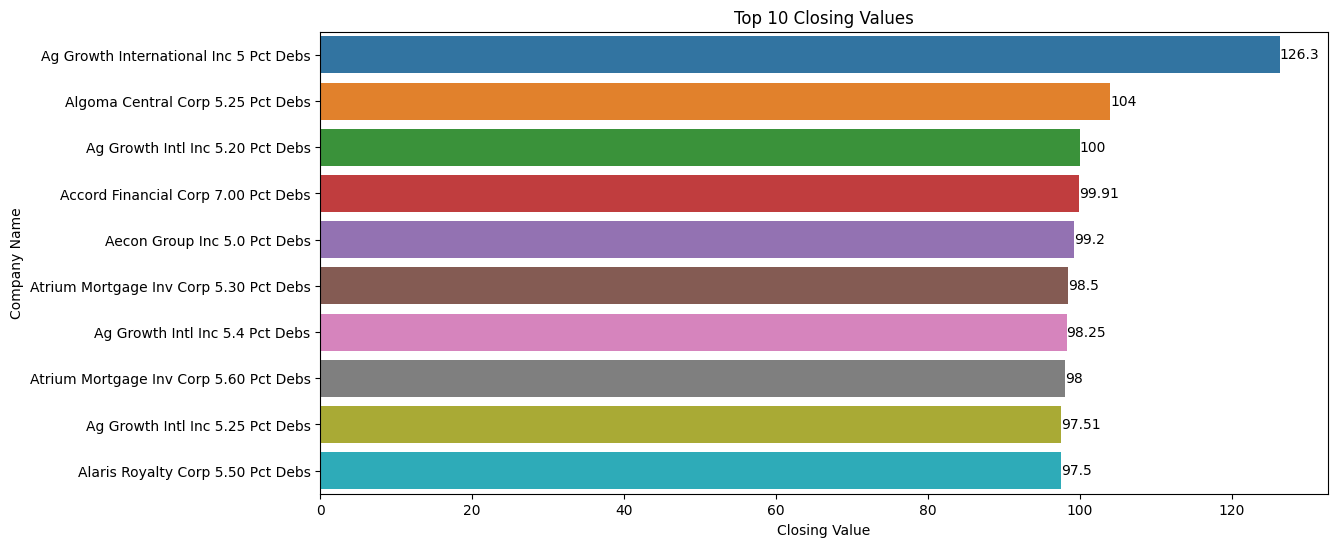 Top 10 Closing Values
Company Name
Ag Growth International Inc 5 Pct Debs 126.3
Algoma Central Corp 5.25 Pct Debs 104
Ag Growth Intl Inc 5.20 Pct Debs 100
Accord Financial Corp 7.00 Pct Debs 99.91
Aecon Group Inc 5.0 Pct Debs 99.2
Atrium Mortgage Inv Corp 5.30 Pct Debs 98.5
Ag Growth Intl Inc 5.4 Pct Debs 98.25
Atrium Mortgage Inv Corp 5.60 Pct Debs 98
Ag Growth Intl Inc 5.25 Pct Debs 97.51
Alaris Royalty Corp 5.50 Pct Debs 97.5
0 20 40 60 80 100 120
Closing Value